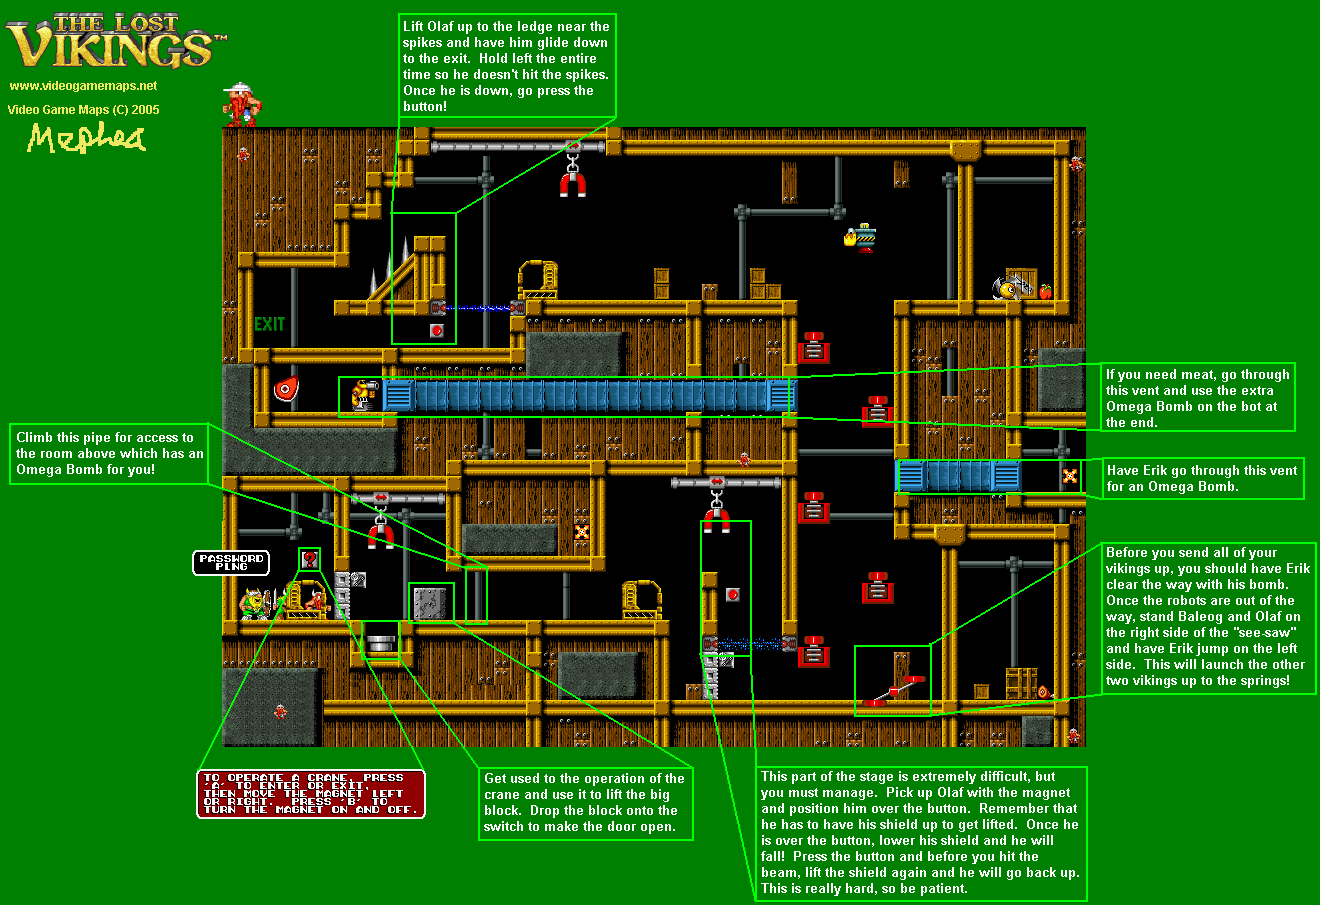 THE LOST
VIKINGS™
www.videogamemaps.net
Video Game Maps (C) 2005
Mephea
Lift Olaf up to the ledge near the
spikes and have him glide down
to the exit.  Hold left the entire
time so he doesn't hit the spikes.
Once he is down, go press the
button!
EXIT
If you need meat, go through
this vent and use the extra
Omega Bomb on the bot at
the end.
Climb this pipe for access to
the room above which has an
Omega Bomb for you!
Have Erik go through this vent
for an Omega Bomb.
PASSWORD
PLNG
Before you send all of your
vikings up, you should have Erik
clear the way with his bomb.
Once the robots are out of the
way, stand Baleog and Olaf on
the right side of the "see-saw"
and have Erik jump on the left
side.  This will launch the other
two vikings up to the springs!
TO OPERATE A CRANE, PRESS
'A' TO ENTER OR EXIT,
THEN MOVE THE MAGNET LEFT
OR RIGHT.  PRESS 'B' TO
TURN THE MAGNET ON AND OFF.
Get used to the operation of the
crane and use it to lift the big
block.  Drop the block onto the
switch to make the door open.
This part of the stage is extremely difficult, but
you must manage.  Pick up Olaf with the magnet
and position him over the button.  Remember that
he has to have his shield up to get lifted.  Once he
is over the button, lower his shield and he will
fall!  Press the button and before you hit the
beam, lift the shield again and he will go back up.
This is really hard, so be patient.